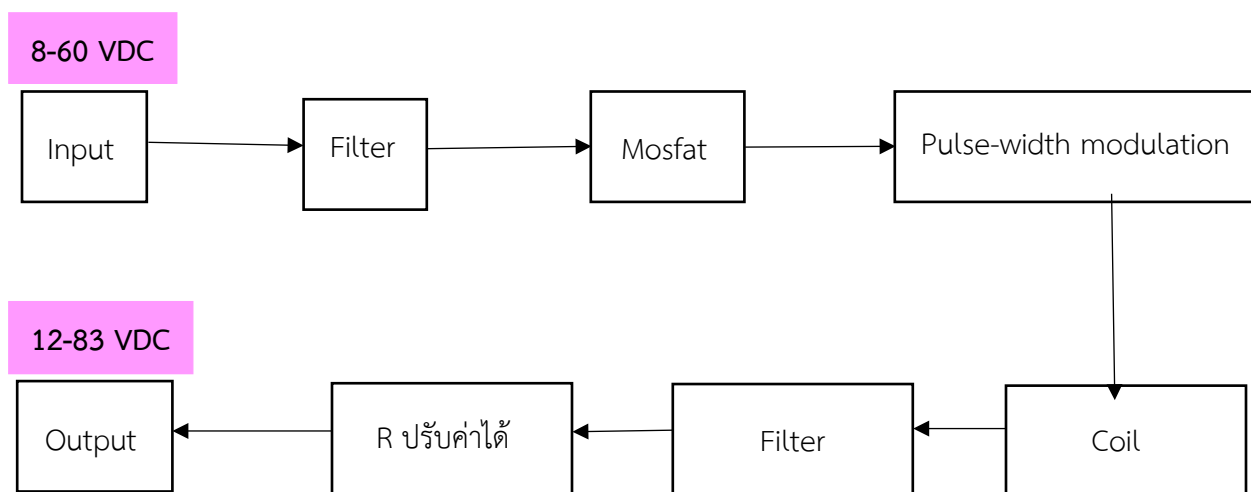 8-60 VDC
Input
Filter
Mosfat
Pulse-width modulation
12-83 VDC
Output
R ปรับค่าได้
Filter
Coil